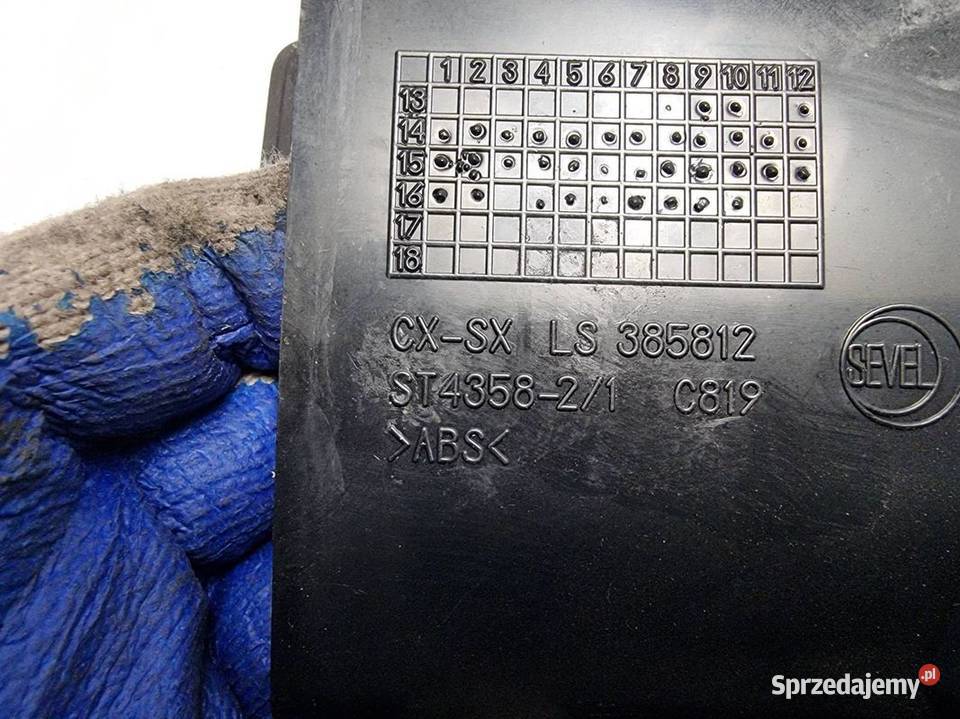 1 2 3 4 5 6 7 8 9 10 11 12
13
14
15
16
17
18
CX-SX LS 385812
SEVEL
ST4358-2/1 C819
>ABS<
Sprzedajemy.pl